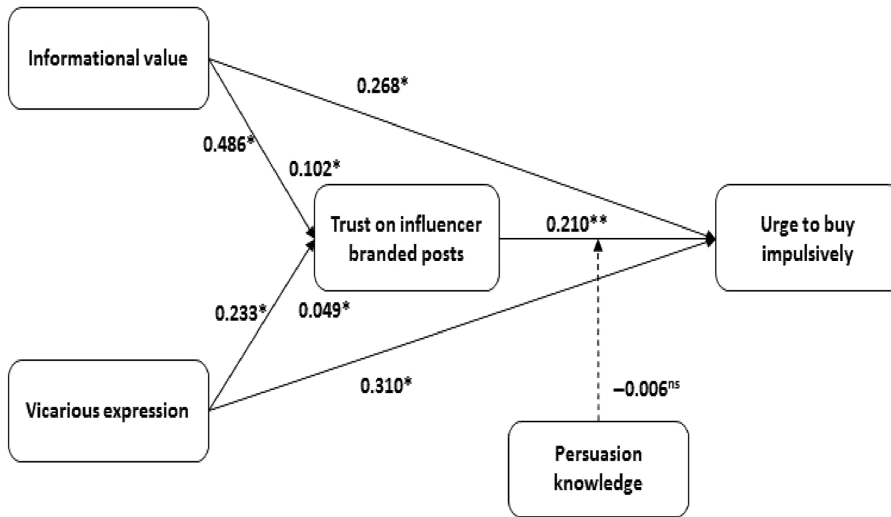 Informational value
0.268*
0.486*
0.102*
Trust on influencer
branded posts
0.210**
Urge to buy
impulsively
0.233*
0.049*
0.310*
Vicarious expression
–0.006ⁿˢ
Persuasion
knowledge